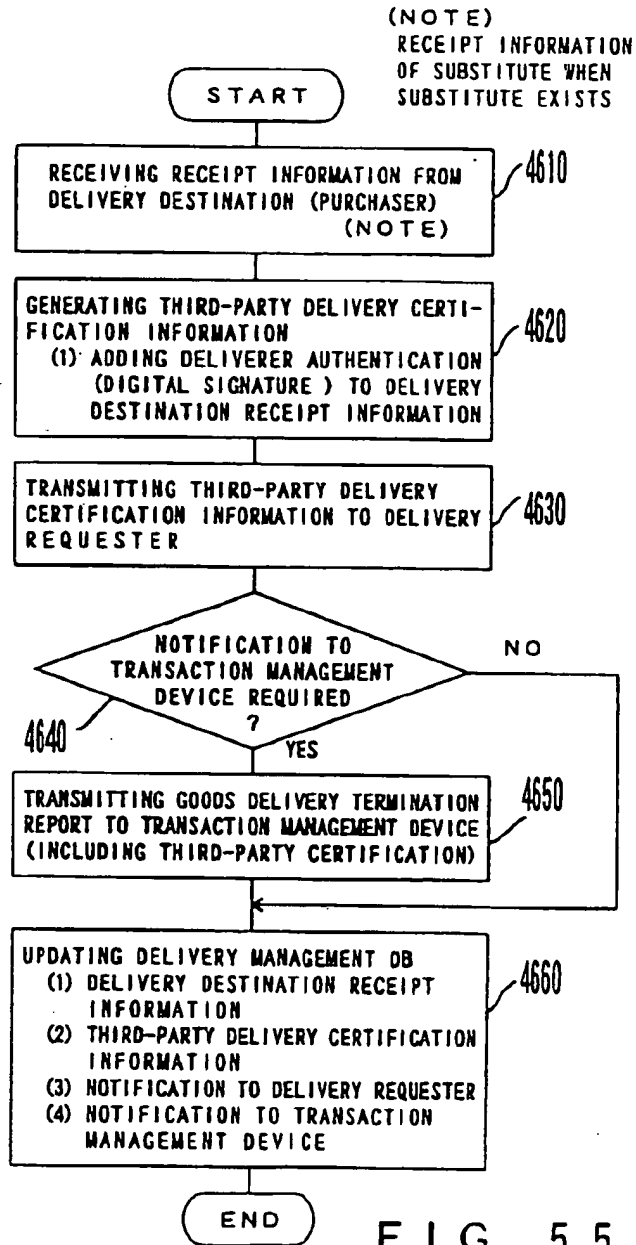 (NOTE)
RECEIPT INFORMATION
OF SUBSTITUTE WHEN
SUBSTITUTE EXISTS
START
RECEIVING RECEIPT INFORMATION FROM
DELIVERY DESTINATION (PURCHASER)
(NOTE)
4610
GENERATING THIRD-PARTY DELIVERY CERTI-
FICATION INFORMATION
(1) ADDING DELIVERER AUTHENTICATION
(DIGITAL SIGNATURE ) TO DELIVERY
DESTINATION RECEIPT INFORMATION
4620
TRANSMITTING THIRD-PARTY DELIVERY
CERTIFICATION INFORMATION TO DELIVERY
REQUESTER
4630
NOTIFICATION TO
TRANSACTION MANAGEMENT
DEVICE REQUIRED
?
NO
4640
YES
TRANSMITTING GOODS DELIVERY TERMINATION
REPORT TO TRANSACTION MANAGEMENT DEVICE
(INCLUDING THIRD-PARTY CERTIFICATION)
4650
UPDATING DELIVERY MANAGEMENT DB
(1) DELIVERY DESTINATION RECEIPT
INFORMATION
(2) THIRD-PARTY DELIVERY CERTIFICATION
INFORMATION
(3) NOTIFICATION TO DELIVERY REQUESTER
(4) NOTIFICATION TO TRANSACTION
MANAGEMENT DEVICE
4660
END
FIG. 55